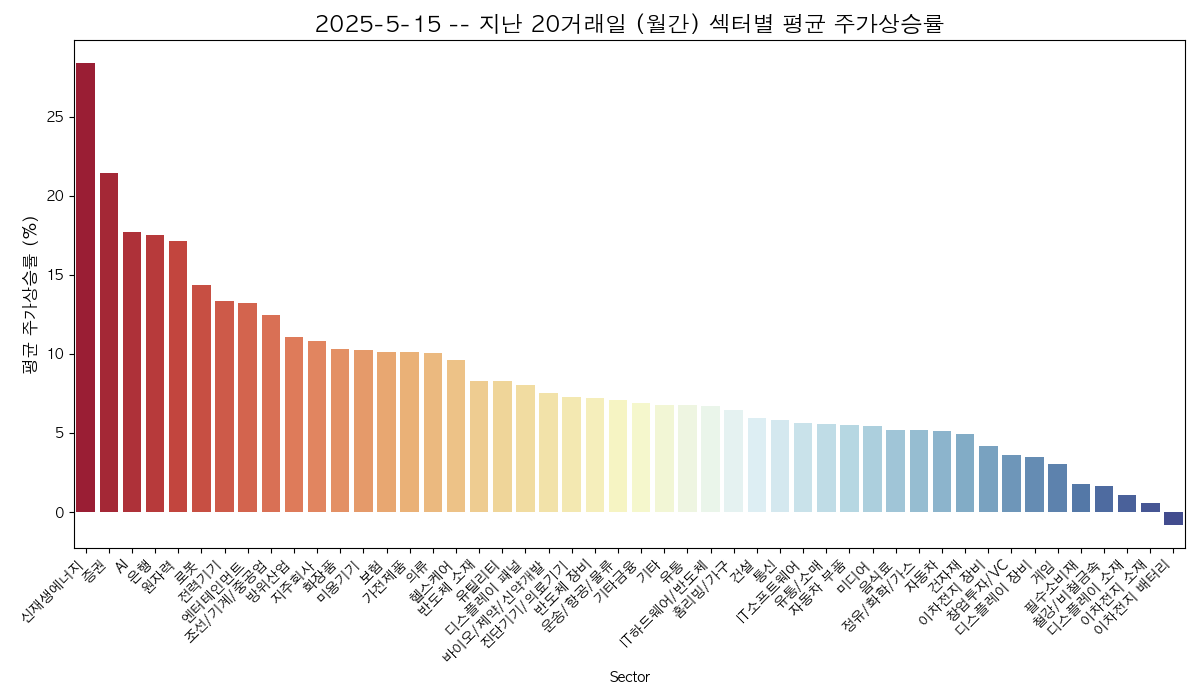 2025-5-15 -- 지난 20거래일 (월간) 섹터별 평균 주가상승률
평균 주가상승률 (%)
25
20
15
10
5
0
신재생에너지
증권
AI
은행
원자력
로봇
전력기기
엔터테인먼트
조선/기계/중공업
방위산업
지주회사
화장품
미용기기
보험
가전제품
의류
헬스케어
반도체 소재
유틸리티
디스플레이 패널
바이오/제약/신약개발
진단기기/의료기기
반도체 장비
운송/항공/물류
기타금융
기타
유통
IT하드웨어/반도체
홈리빙/가구
건설
통신
IT소프트웨어
유통/소매
자동차 부품
미디어
음식료
정유/화학/가스
자동차
건자재
이차전지 장비
창업투자/VC
디스플레이 장비
게임
필수소비재
철강/비철금속
디스플레이 소재
이차전지 소재
이차전지 배터리
Sector